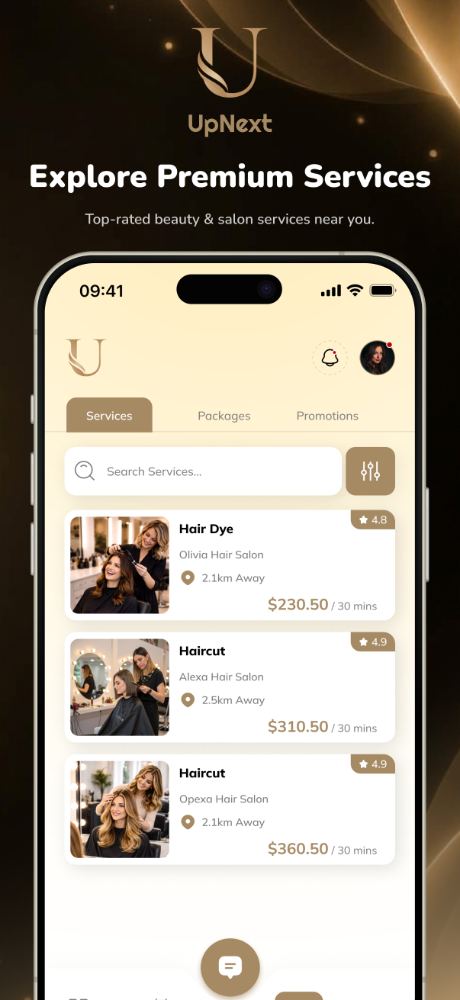 UpNext
Explore Premium Services
Top-rated beauty & salon services near you.
09:41
Services Packages Promotions
Search Services...
4.8
Hair Dye
Olivia Hair Salon
2.1km Away
$230.50 / 30 mins
4.9
Haircut
Alexa Hair Salon
2.5km Away
$310.50 / 30 mins
4.9
Haircut
Opexa Hair Salon
2.1km Away
$360.50 / 30 mins